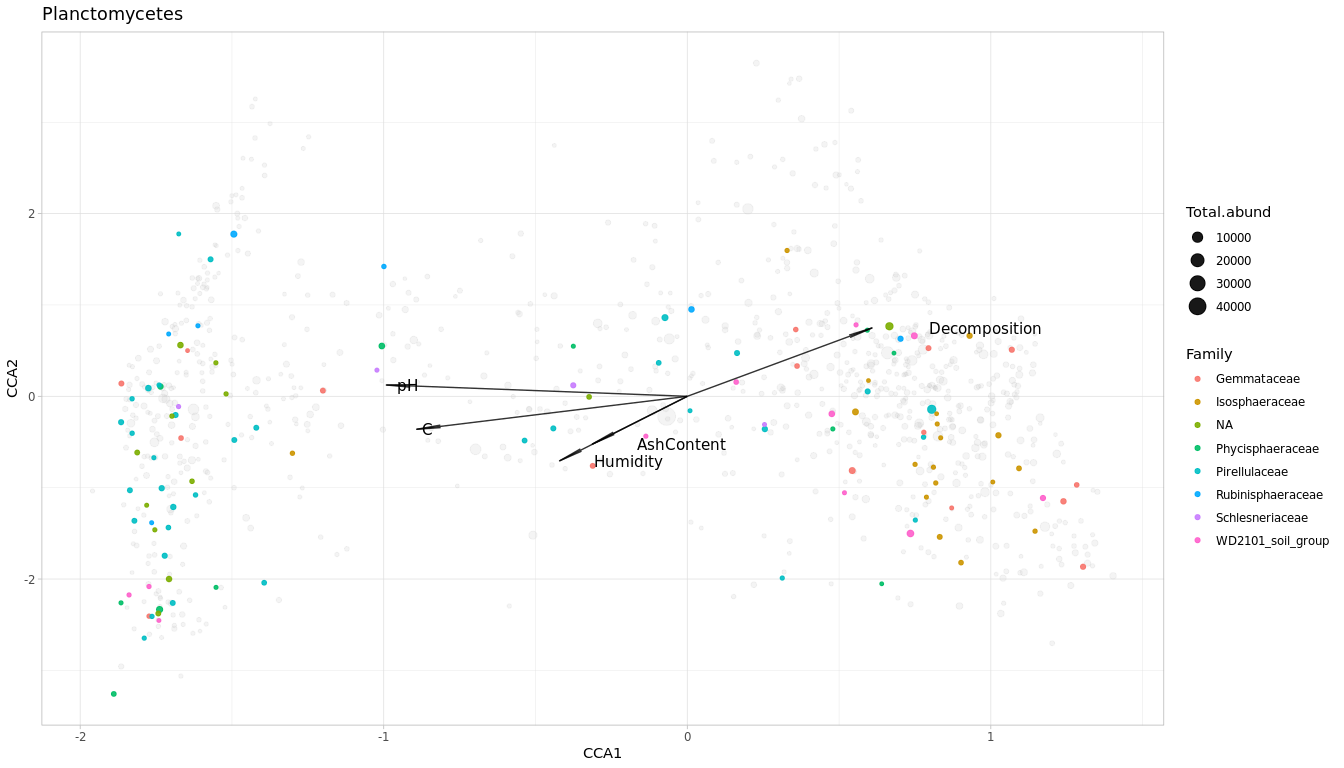 Planctomycetes
CCA2
2
0
-2
-2
-1
0
1
CCA1
Decomposition
pH
C
AshContent
Humidity
Total.abund
10000
20000
30000
40000
Family
Gemmataceae
Isosphaeraceae
NA
Phycisphaeraceae
Pirellulaceae
Rubinisphaeraceae
Schlesneriaceae
WD2101_soil_group